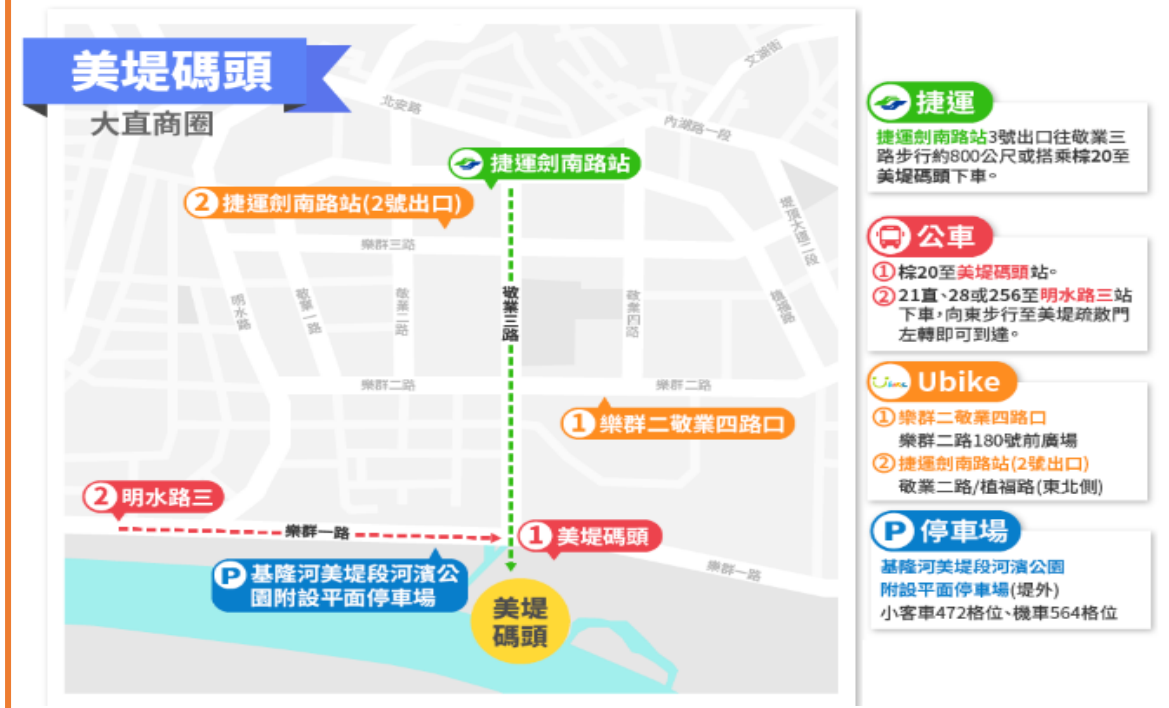 美堤碼頭
大直商圈
文湖街
北安路
內湖路一段
捷運劍南路站
2 捷運劍南路站(2號出口)
堤頂大道二段
樂群三路
明水路
敬業一路
敬業二路
敬業三路
敬業四路
植福路
樂群二路
樂群二路
1 樂群二敬業四路口
2 明水路三
樂群一路
1 美堤碼頭
樂群一路
P 基隆河美堤段河濱公
園附設平面停車場
美堤
碼頭
捷運
捷運劍南路站3號出口往敬業三
路步行約800公尺或搭乘棕20至
美堤碼頭下車。
公車
① 棕20至美堤碼頭站。
② 21直、28或256至明水路三站
下車，向東步行至美堤疏散門
左轉即可到達。
Ubike
① 樂群二敬業四路口
樂群二路180號前廣場
② 捷運劍南路站(2號出口)
敬業二路/植福路(東北側)
P 停車場
基隆河美堤段河濱公園
附設平面停車場(堤外)
小客車472格位、機車564格位